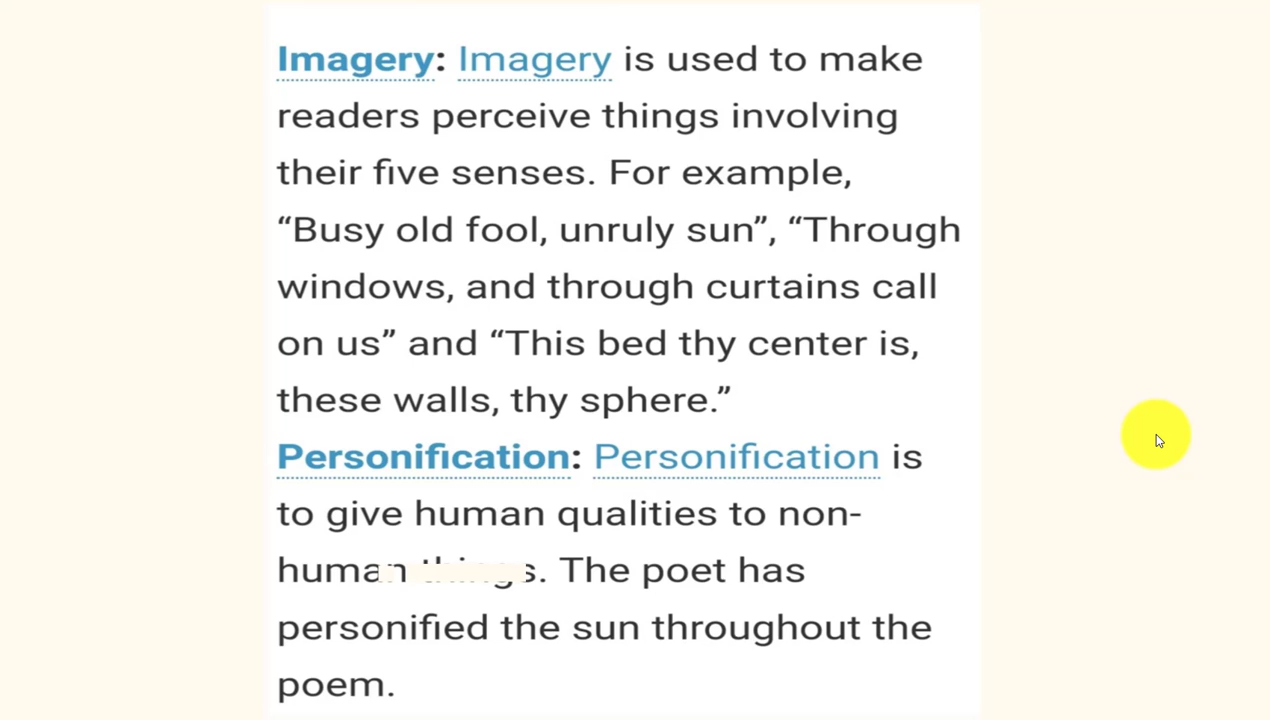 Imagery: Imagery is used to make
readers perceive things involving
their five senses. For example,
“Busy old fool, unruly sun”, “Through
windows, and through curtains call
on us” and “This bed thy center is,
these walls, thy sphere.”
Personification: Personification is
to give human qualities to non-
human things. The poet has
personified the sun throughout the
poem.